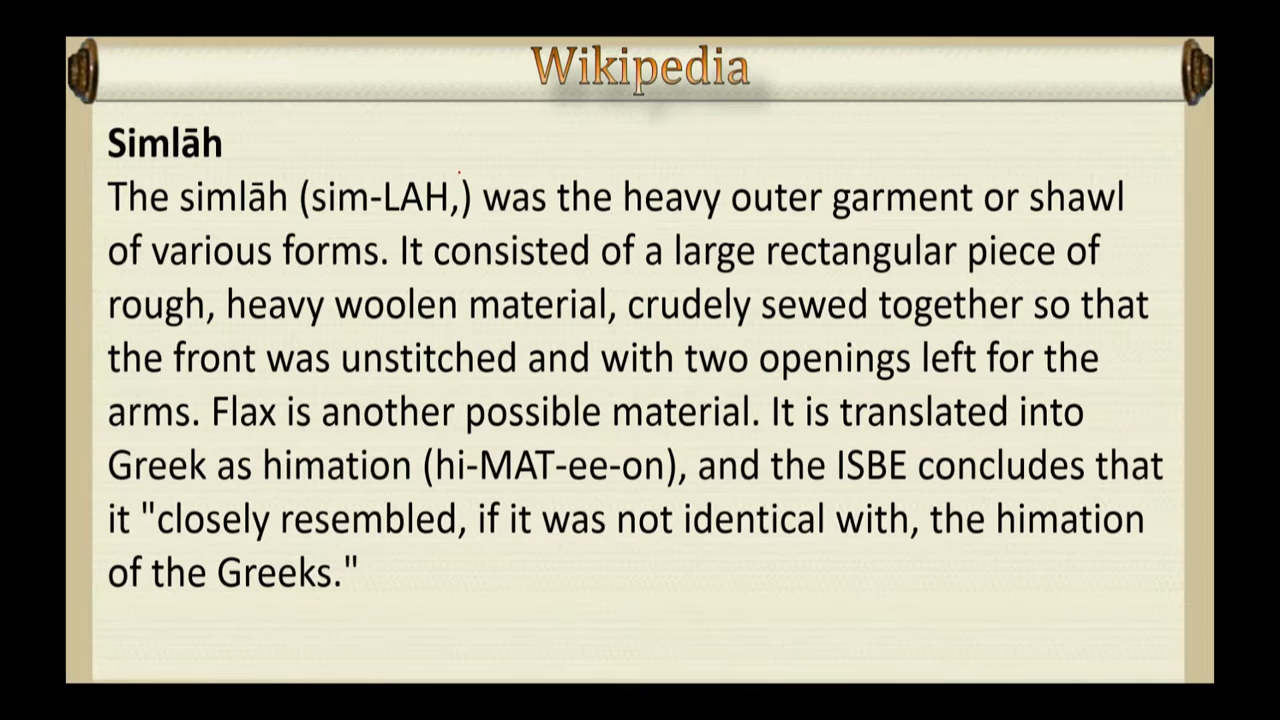 Wikipedia
Simlāh
The simlāh (sim-LAH,) was the heavy outer garment or shawl
of various forms. It consisted of a large rectangular piece of
rough, heavy woolen material, crudely sewed together so that
the front was unstitched and with two openings left for the
arms. Flax is another possible material. It is translated into
Greek as himation (hi-MAT-ee-on), and the ISBE concludes that
it "closely resembled, if it was not identical with, the himation
of the Greeks."